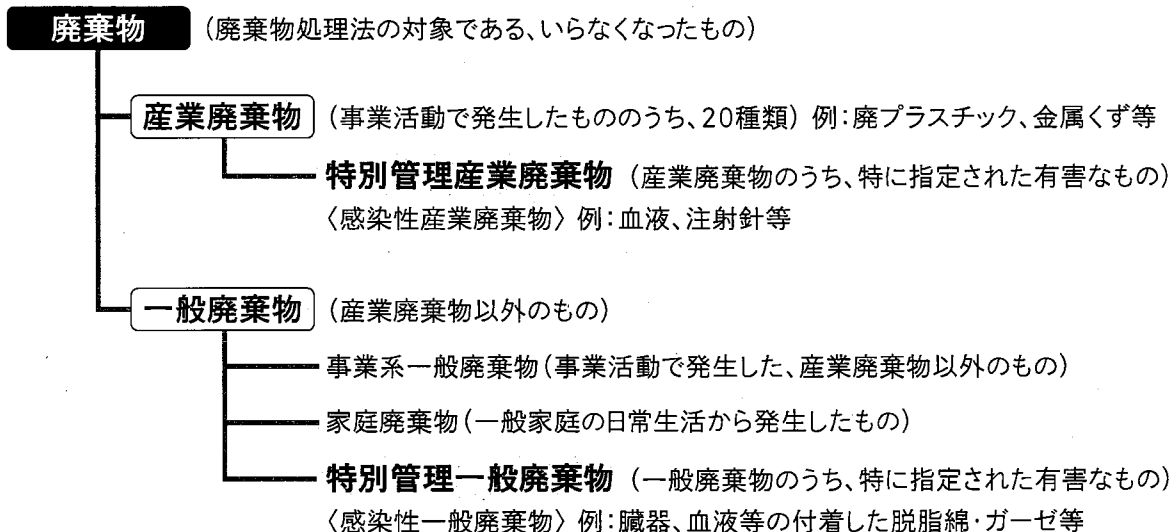 廃棄物 (廃棄物処理法の対象である、いらなくなったもの)
産業廃棄物 (事業活動で発生したもののうち、20種類) 例:廃プラスチック、金属くず等
特別管理産業廃棄物 (産業廃棄物のうち、特に指定された有害なもの)
〈感染性産業廃棄物〉 例:血液、注射針等
一般廃棄物 (産業廃棄物以外のもの)
事業系一般廃棄物(事業活動で発生した、産業廃棄物以外のもの)
家庭廃棄物(一般家庭の日常生活から発生したもの)
特別管理一般廃棄物 (一般廃棄物のうち、特に指定された有害なもの)
〈感染性一般廃棄物〉 例:臓器、血液等の付着した脱脂綿・ガーゼ等